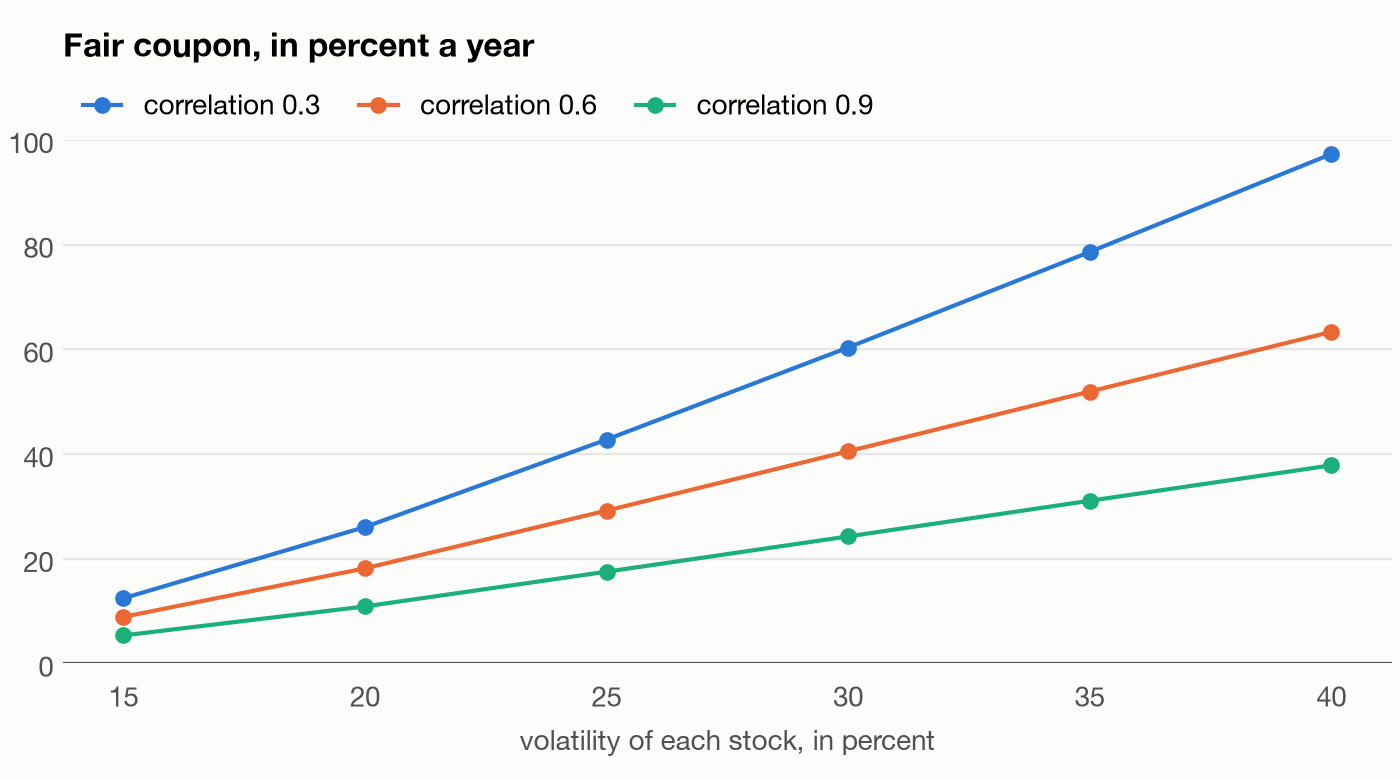 Fair coupon, in percent a year
correlation 0.3 correlation 0.6 correlation 0.9
100
80
60
40
20
0
15 20 25 30 35 40
volatility of each stock, in percent